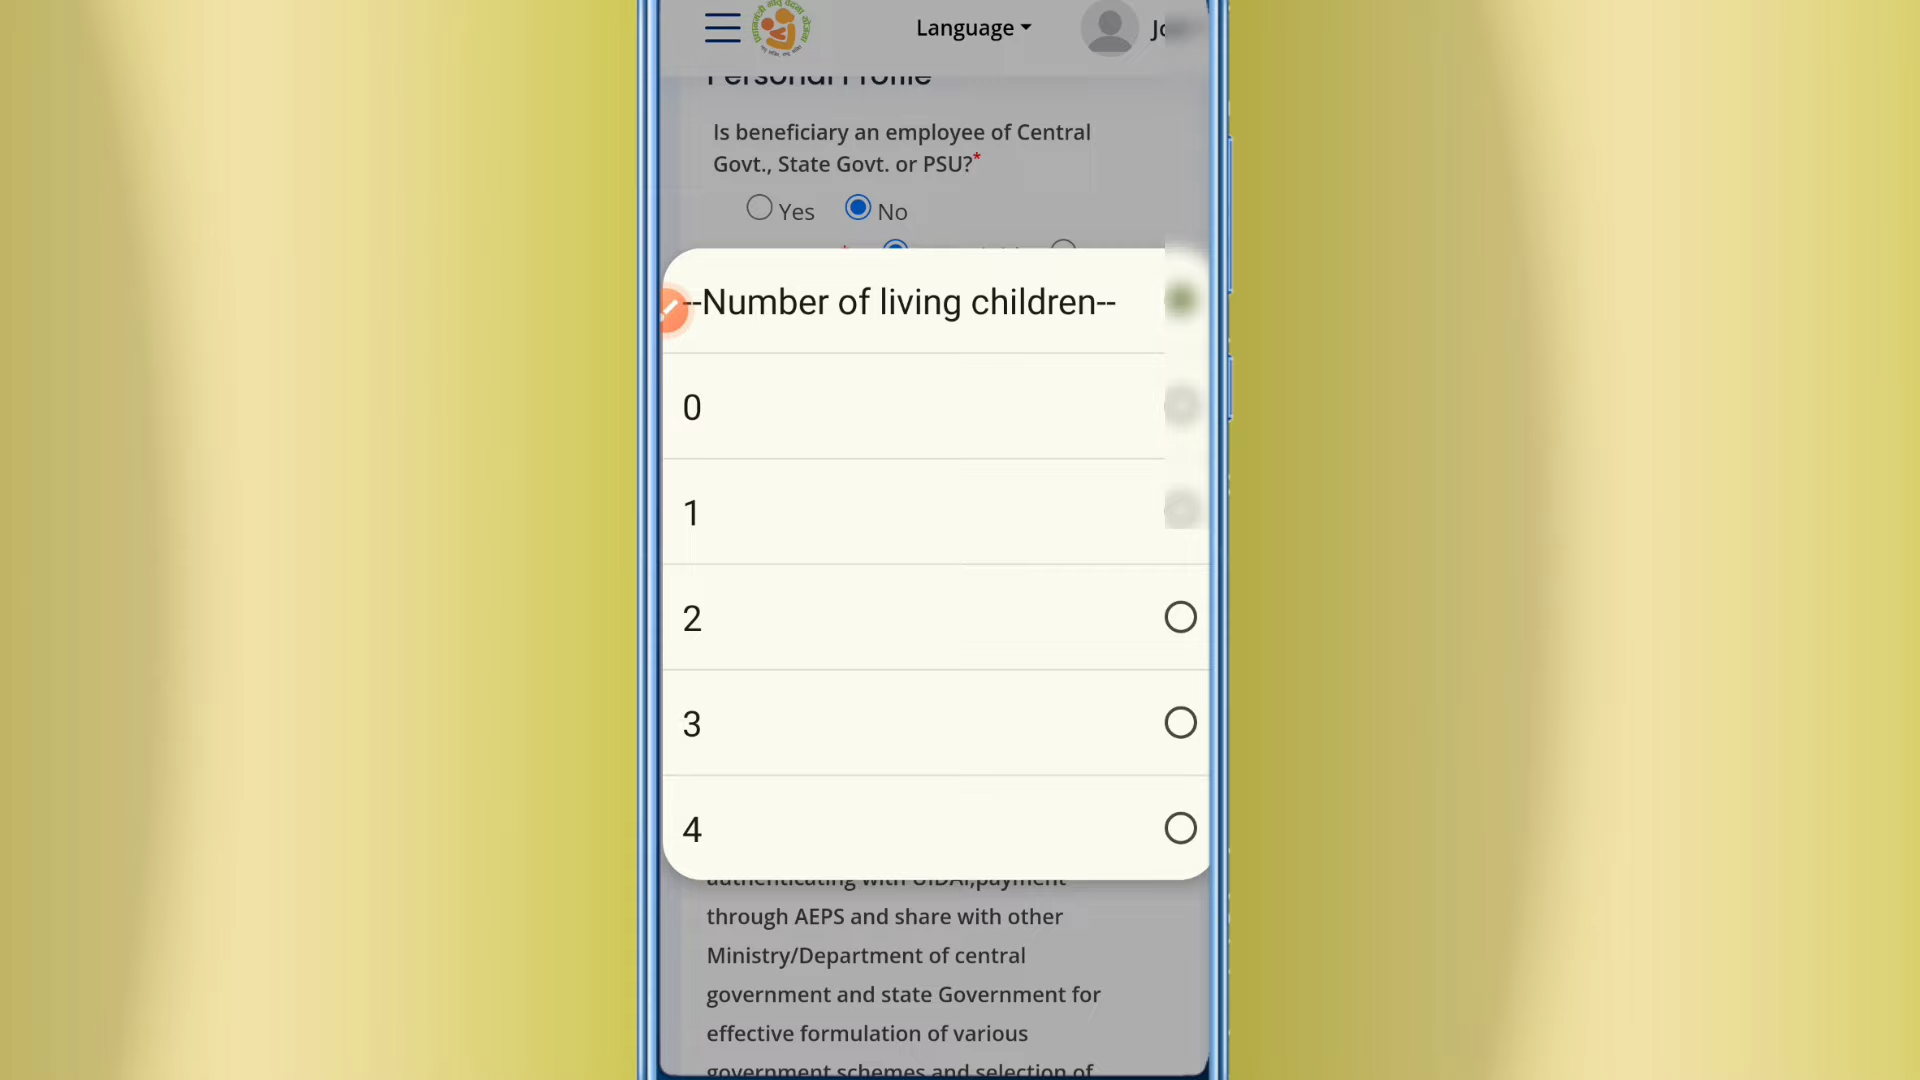 Language
Personal Profile
Is beneficiary an employee of Central
Govt., State Govt. or PSU?*
Yes No
--Number of living children--
0
1
2
3
4
authenticating with UIDAI,payment
through AEPS and share with other
Ministry/Department of central
government and state Government for
effective formulation of various
government schemes and selection of